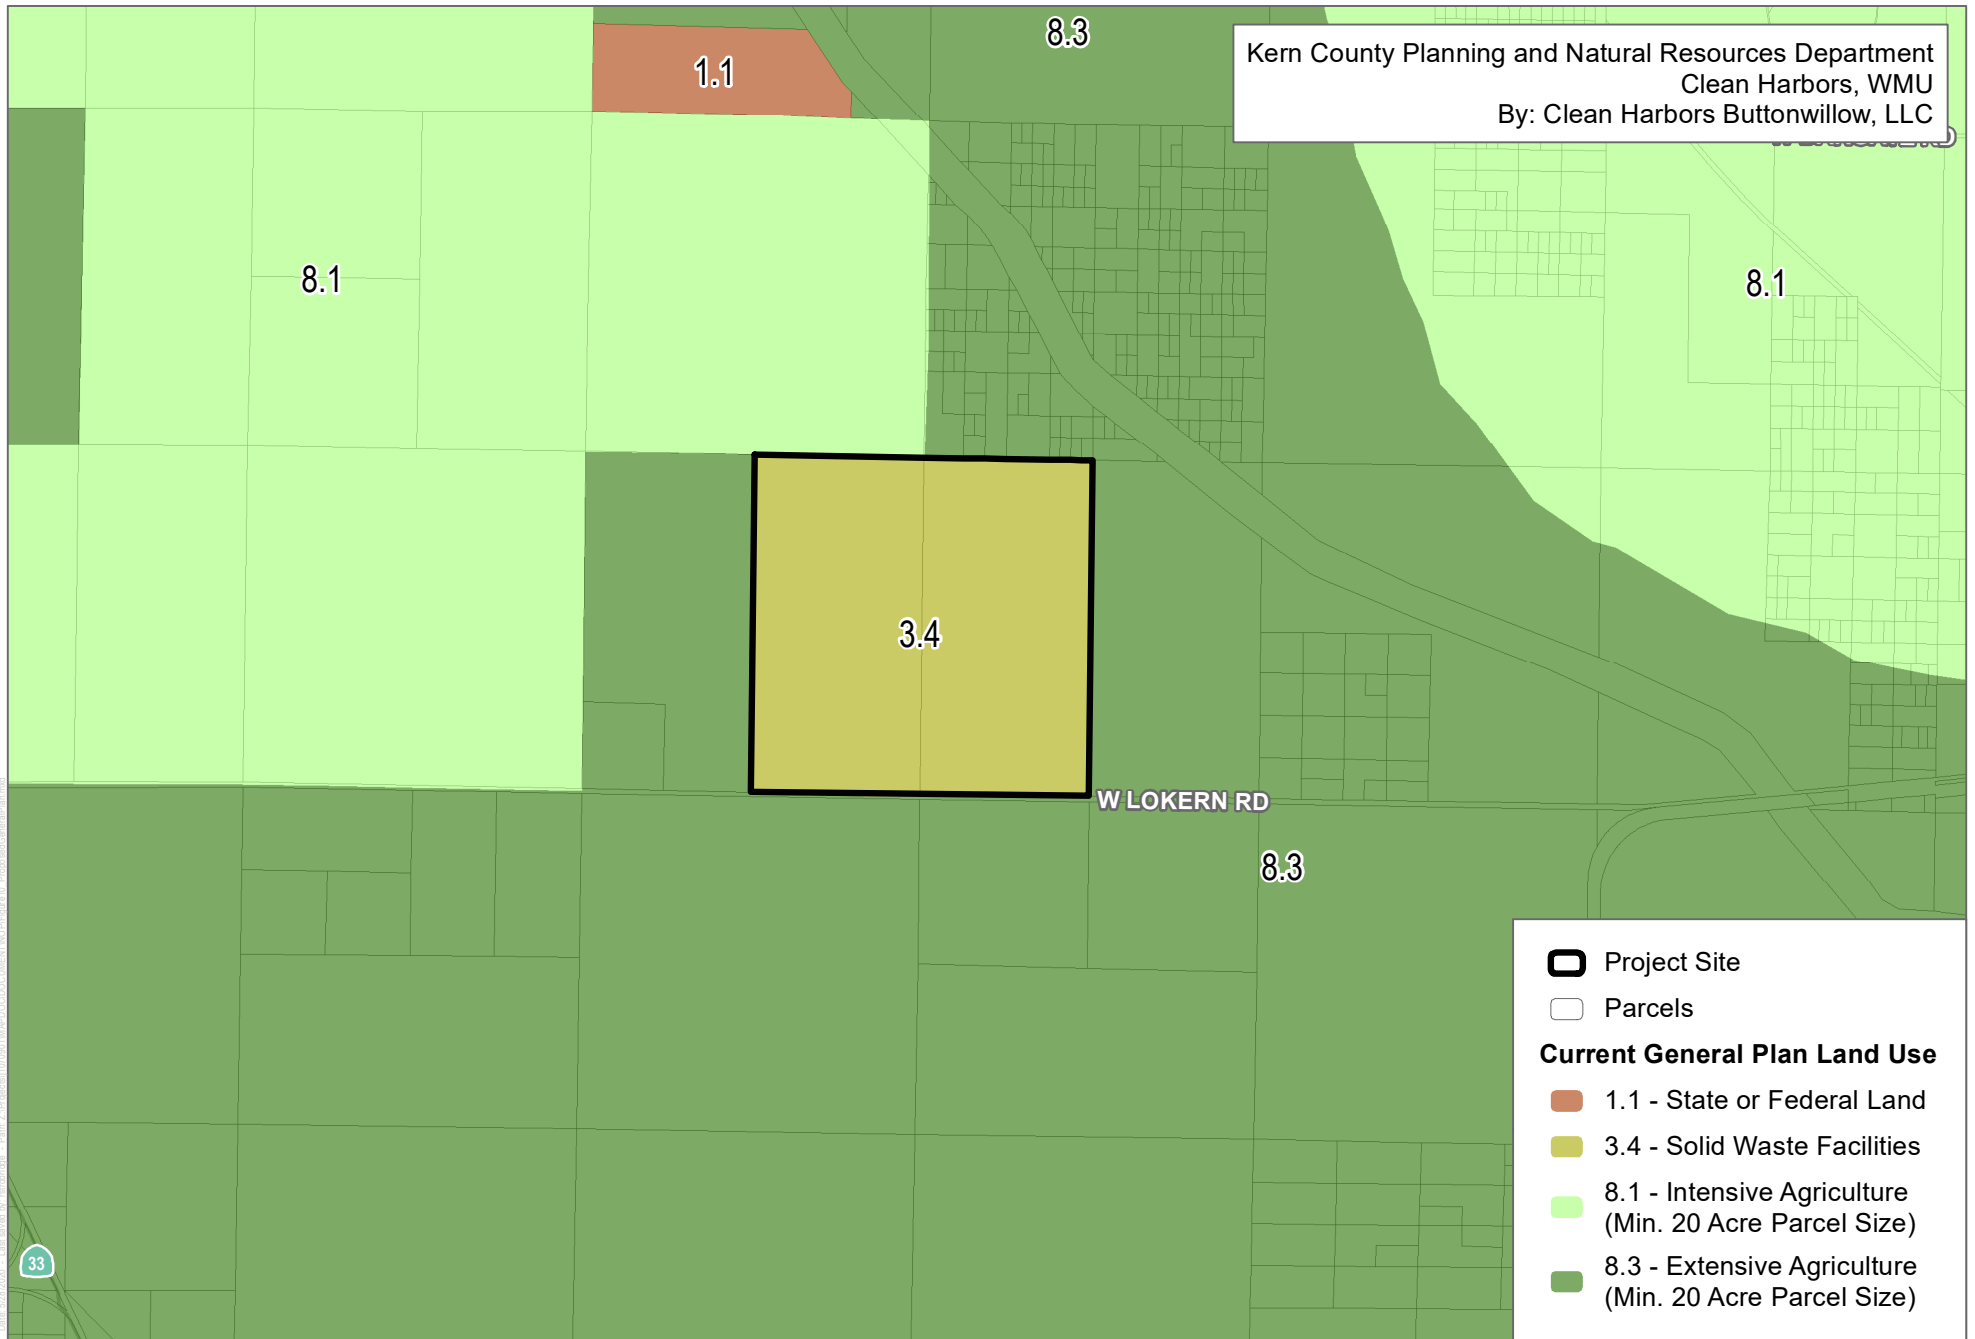 8.3
Kern County Planning and Natural Resources Department
Clean Harbors, WMU
By: Clean Harbors Buttonwillow, LLC
1.1
8.1
8.1
3.4
W LOKERN RD
8.3
Project Site
Parcels
Current General Plan Land Use
1.1 - State or Federal Land
3.4 - Solid Waste Facilities
8.1 - Intensive Agriculture
(Min. 20 Acre Parcel Size)
8.3 - Extensive Agriculture
(Min. 20 Acre Parcel Size)
33